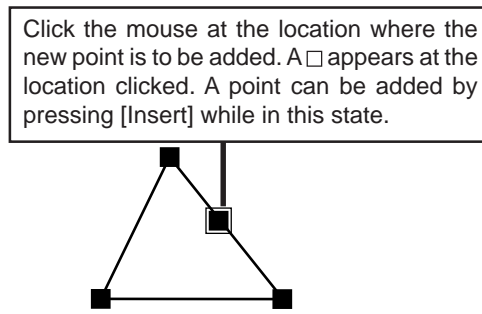 Click the mouse at the location where the
new point is to be added. A □ appears at the
location clicked. A point can be added by
pressing [Insert] while in this state.